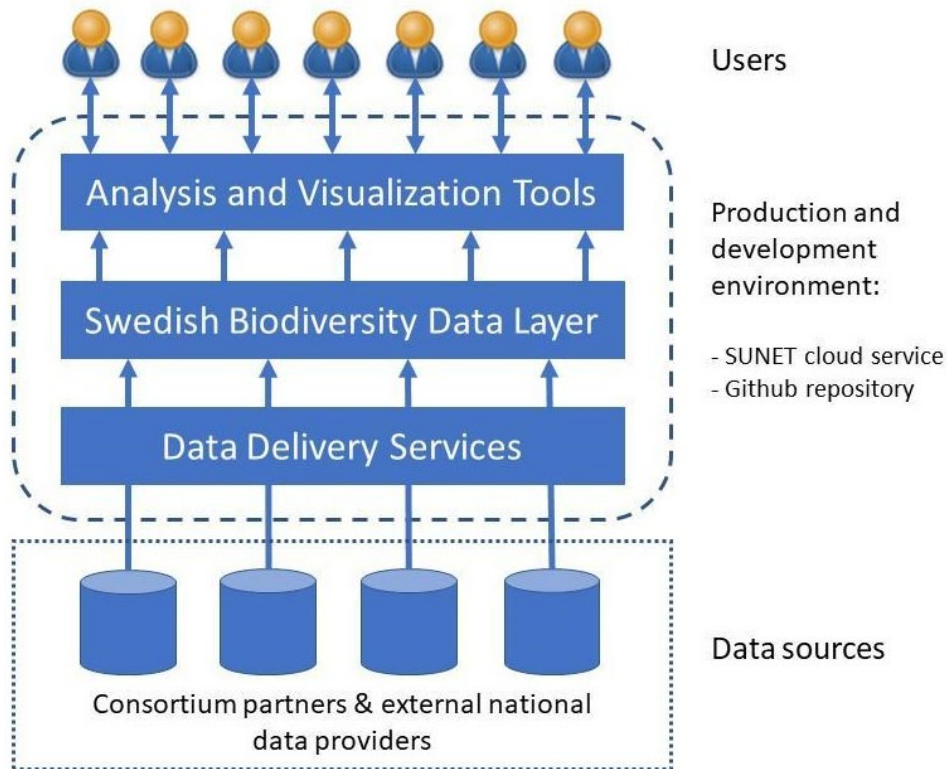 Users
Analysis and Visualization Tools
Production and
development
environment:
Swedish Biodiversity Data Layer
- SUNET cloud service
- Github repository
Data Delivery Services
Data sources
Consortium partners & external national
data providers